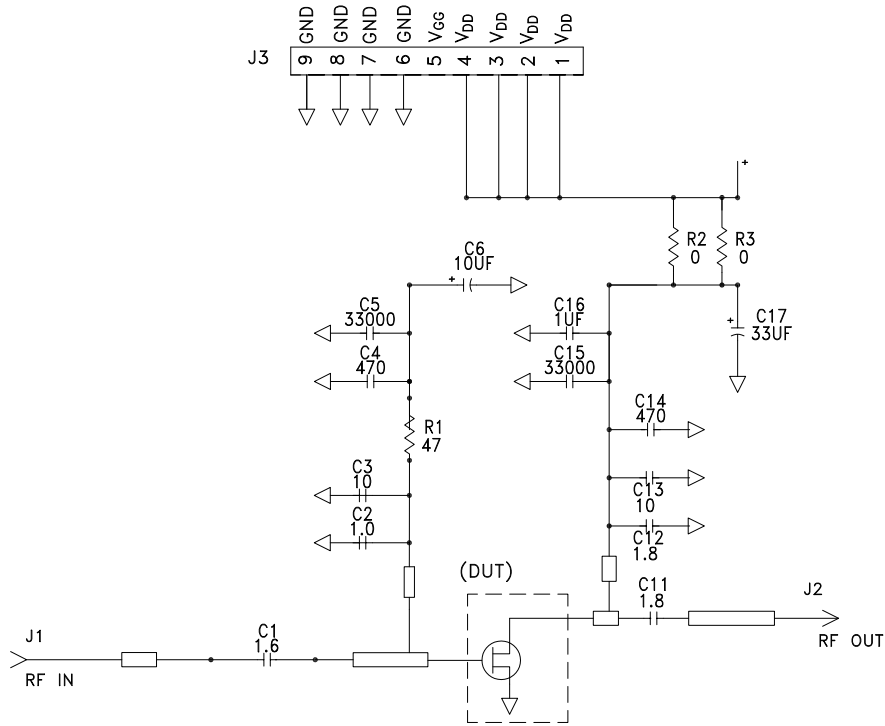 GND
GND
GND
GND
VGG
VDD
VDD
VDD
VDD
J3
9
8
7
6
5
4
3
2
1
+
R2
0
R3
0
C6
10UF
+
C5
33000
C16
1UF
C17
33UF
+
C4
470
C15
33000
C14
470
R1
47
C3
10
C13
10
C2
1.0
C12
1.8
(DUT)
C11
1.8
J2
RF OUT
J1
RF IN
C1
1.6